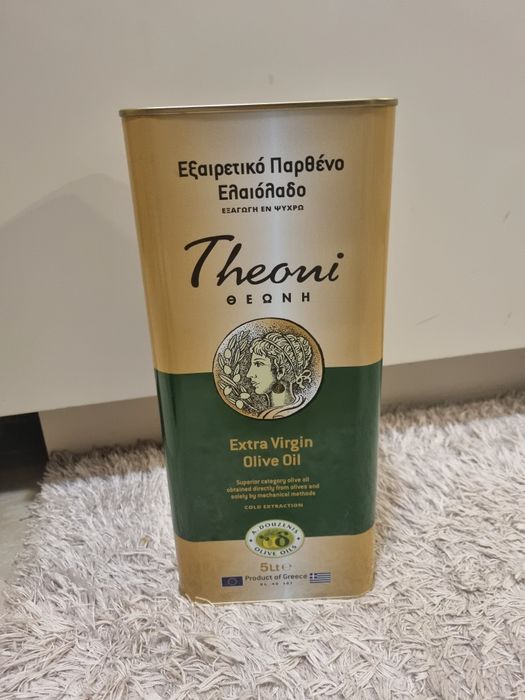 Εξαιρετικό Παρθένο
Ελαιόλαδο
ΕΞΑΓΩΓΗ ΕΝ ΨΥΧΡΩ
Theoni
ΘΕΩΝΗ
Extra Virgin
Olive Oil
Superior category olive oil
obtained directly from olives and
solely by mechanical methods
COLD EXTRACTION
A. DOUZENIS
δ
OLIVE OILS
5Lt e
Product of Greece